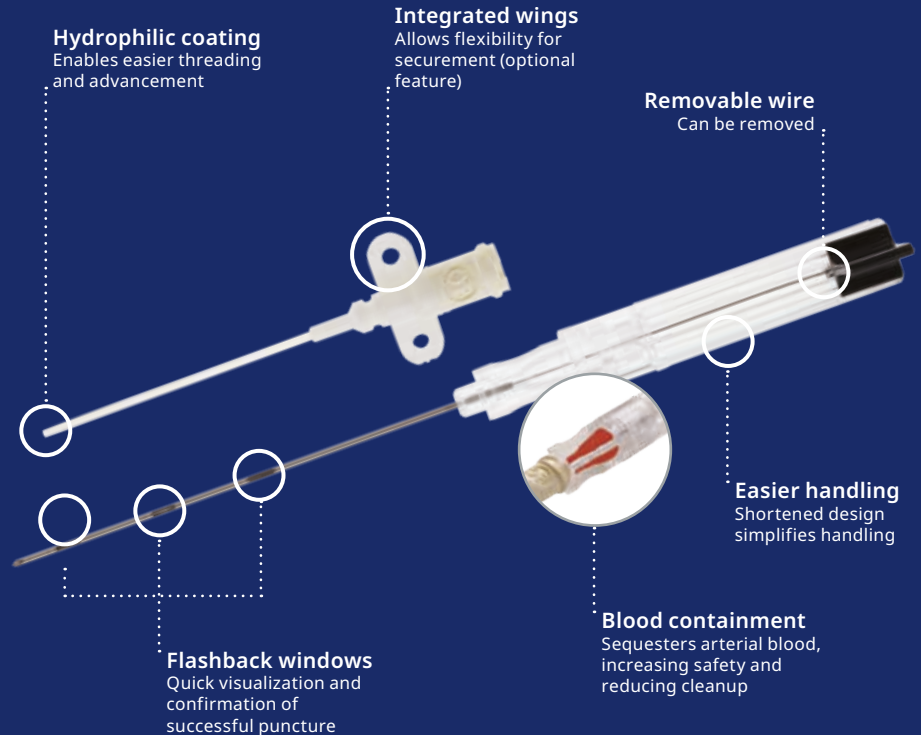 Integrated wings
Allows flexibility for
securement (optional
feature)
Hydrophilic coating
Enables easier threading
and advancement
Removable wire
Can be removed
Easier handling
Shortened design
simplifies handling
Blood containment
Sequesters arterial blood,
increasing safety and
reducing cleanup
Flashback windows
Quick visualization and
confirmation of
successful puncture